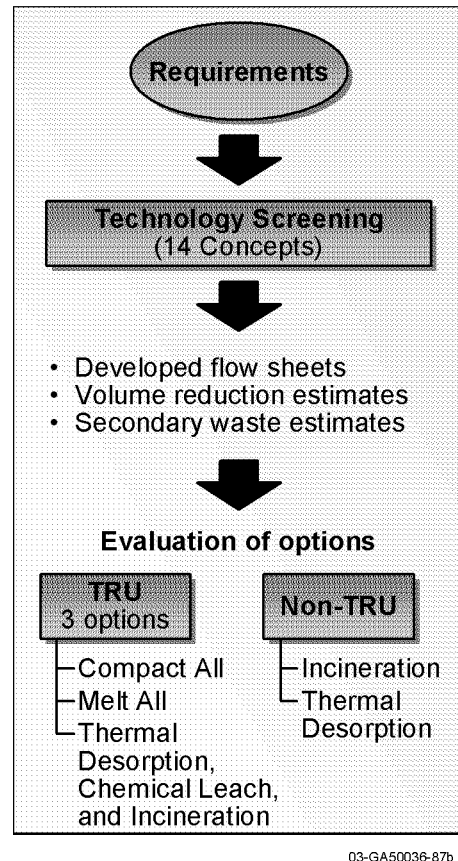 Requirements
Technology Screening
(14 Concepts)
• Developed flow sheets
• Volume reduction estimates
• Secondary waste estimates
Evaluation of options
TRU
3 options
Compact All
Melt All
Thermal
Desorption,
Chemical Leach,
and Incineration
Non-TRU
Incineration
Thermal
Desorption
03-GA50036-87b